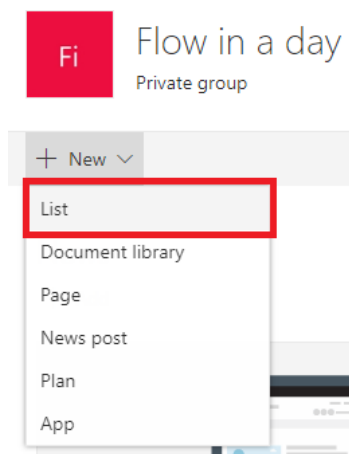 Fi
Flow in a day
Private group
+ New
List
Document library
Page
News post
Plan
App